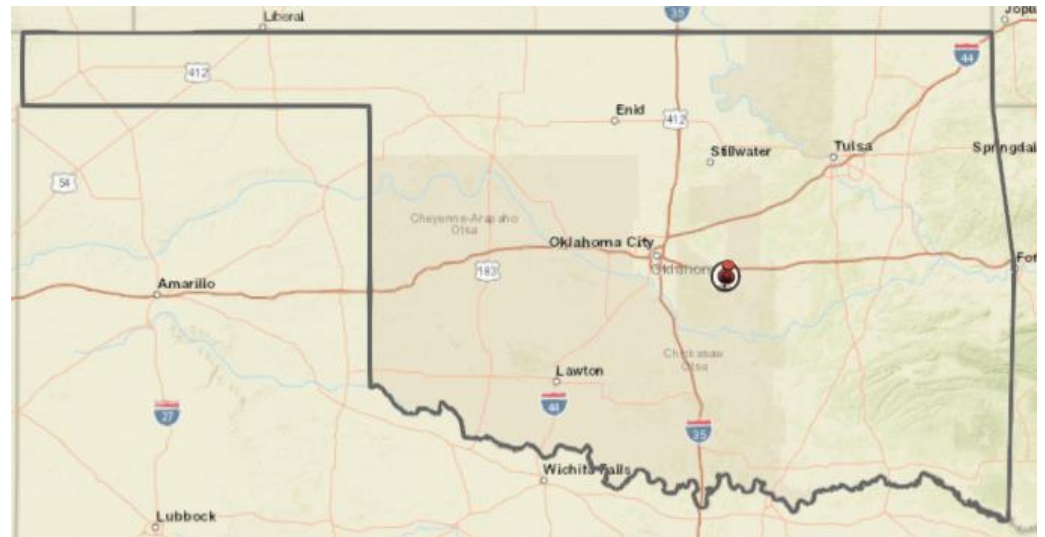 Liberal
35
Joplin
44
412
Enid
412
Stillwater
Tulsa
Springdal
54
Cheyenne-Arapaho
Otsa
Oklahoma City
183
Amarillo
Chickasaw
Otsa
Lawton
27
44
35
Wichita Falls
Lubbock